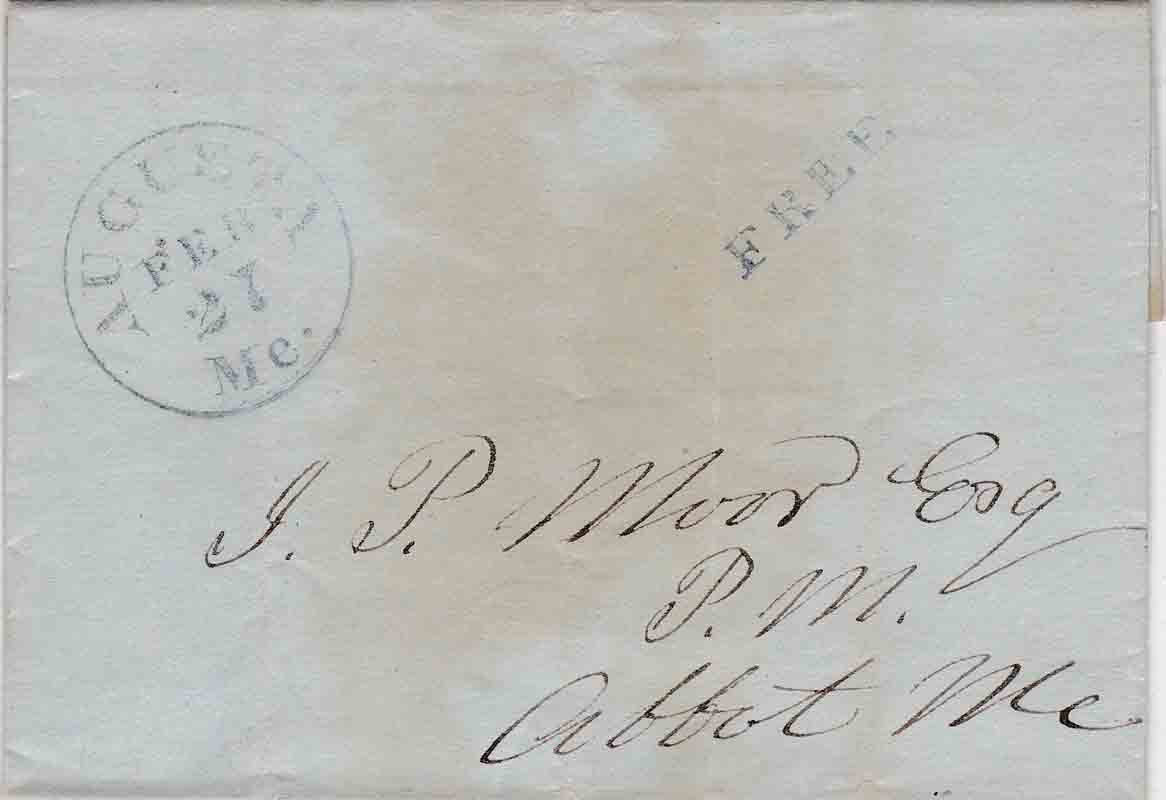 AUGUSTA
FEB
27
Me.
FREE
J. P. Moor Esq
P. M.
Abbot Me